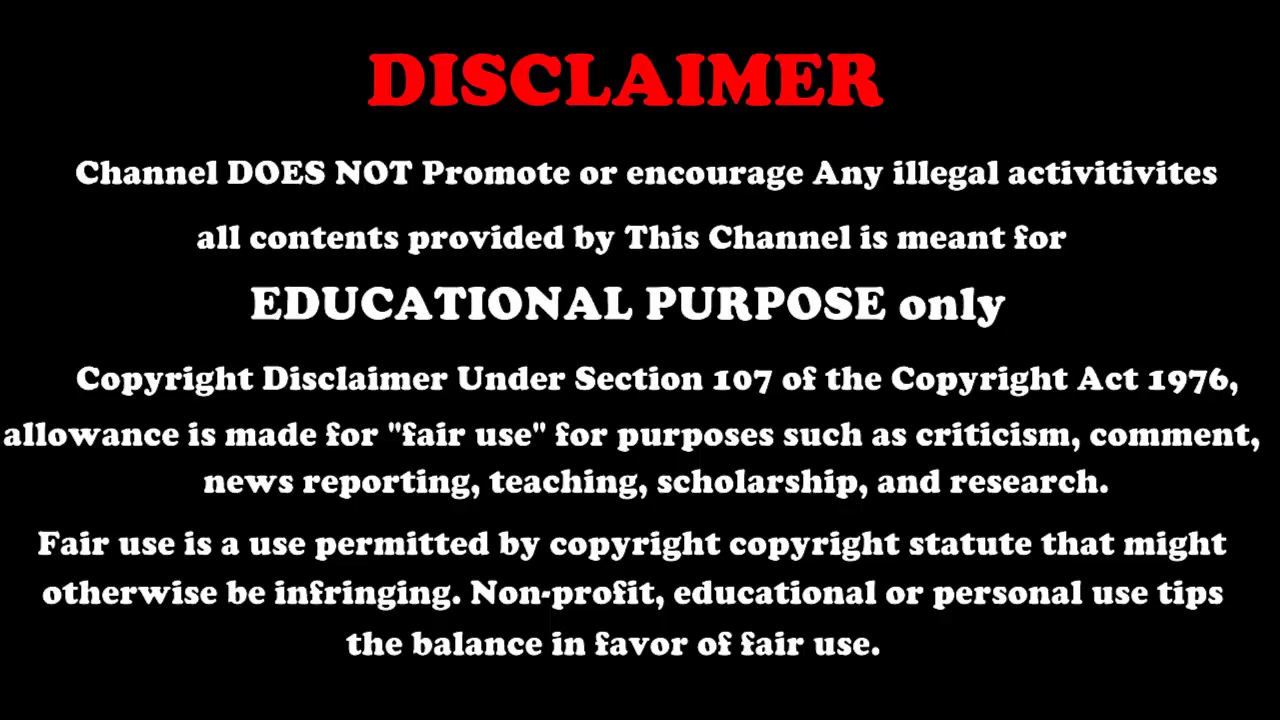 DISCLAIMER
Channel DOES NOT Promote or encourage Any illegal activitivites
all contents provided by This Channel is meant for
EDUCATIONAL PURPOSE only
Copyright Disclaimer Under Section 107 of the Copyright Act 1976,
allowance is made for "fair use" for purposes such as criticism, comment,
news reporting, teaching, scholarship, and research.
Fair use is a use permitted by copyright copyright statute that might
otherwise be infringing. Non-profit, educational or personal use tips
the balance in favor of fair use.